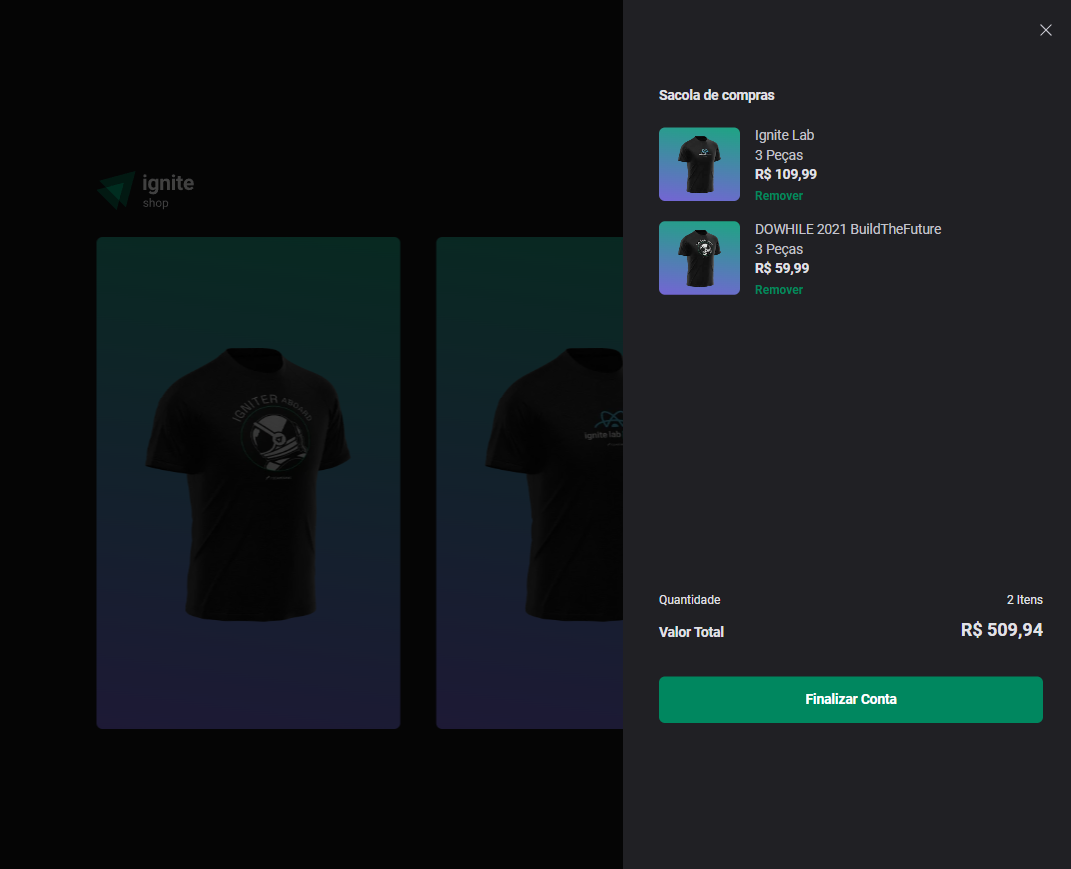 ignite
shop
IGNITER ABOARD
ignite lab
Sacola de compras
Ignite Lab
3 Peças
R$ 109,99
Remover
DOWHILE 2021 BuildTheFuture
3 Peças
R$ 59,99
Remover
Quantidade
2 Itens
Valor Total
R$ 509,94
Finalizar Conta